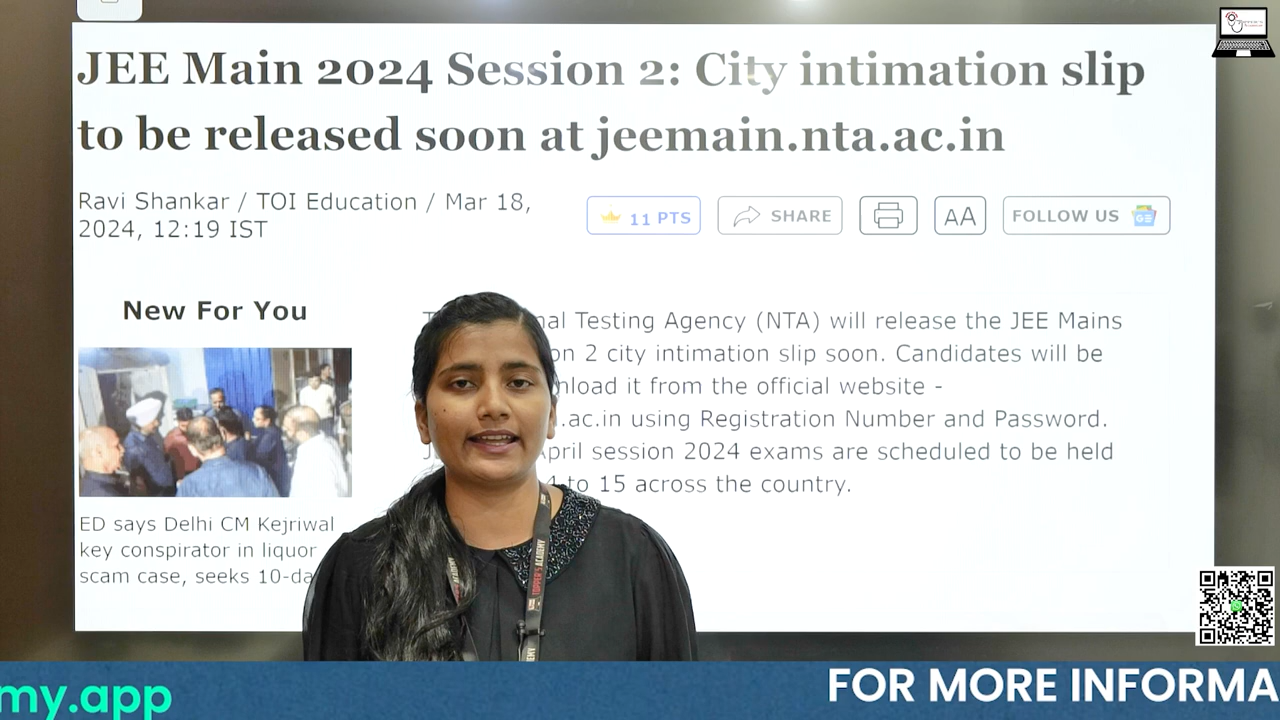 JEE Main 2024 Session 2: City intimation slip
to be released soon at jeemain.nta.ac.in
Ravi Shankar / TOI Education / Mar 18,
2024, 12:19 IST
11 PTS
SHARE
AA
FOLLOW US
New For You
nal Testing Agency (NTA) will release the JEE Mains
on 2 city intimation slip soon. Candidates will be
nload it from the official website -
.ac.in using Registration Number and Password.
April session 2024 exams are scheduled to be held
4 to 15 across the country.
ED says Delhi CM Kejriwal
key conspirator in liquor
scam case, seeks 10-da
TOPPER'S ACADEMY
my.app
FOR MORE INFORMA